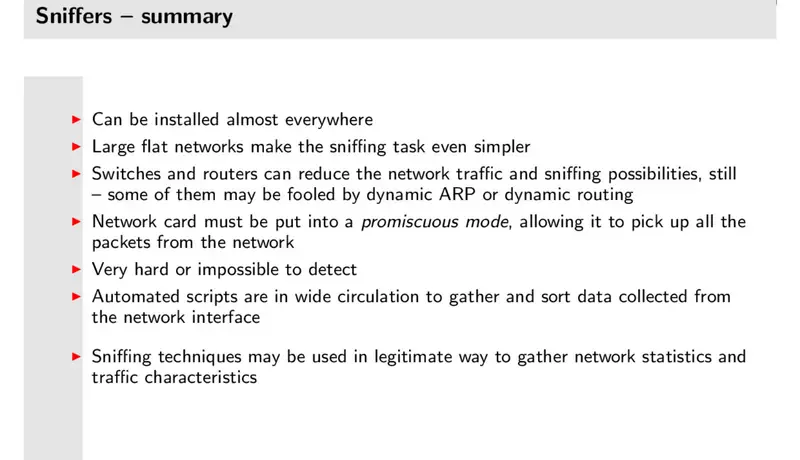 Sniffers – summary
▶ Can be installed almost everywhere
▶ Large flat networks make the sniffing task even simpler
▶ Switches and routers can reduce the network traffic and sniffing possibilities, still
– some of them may be fooled by dynamic ARP or dynamic routing
▶ Network card must be put into a promiscuous mode, allowing it to pick up all the
packets from the network
▶ Very hard or impossible to detect
▶ Automated scripts are in wide circulation to gather and sort data collected from
the network interface
▶ Sniffing techniques may be used in legitimate way to gather network statistics and
traffic characteristics